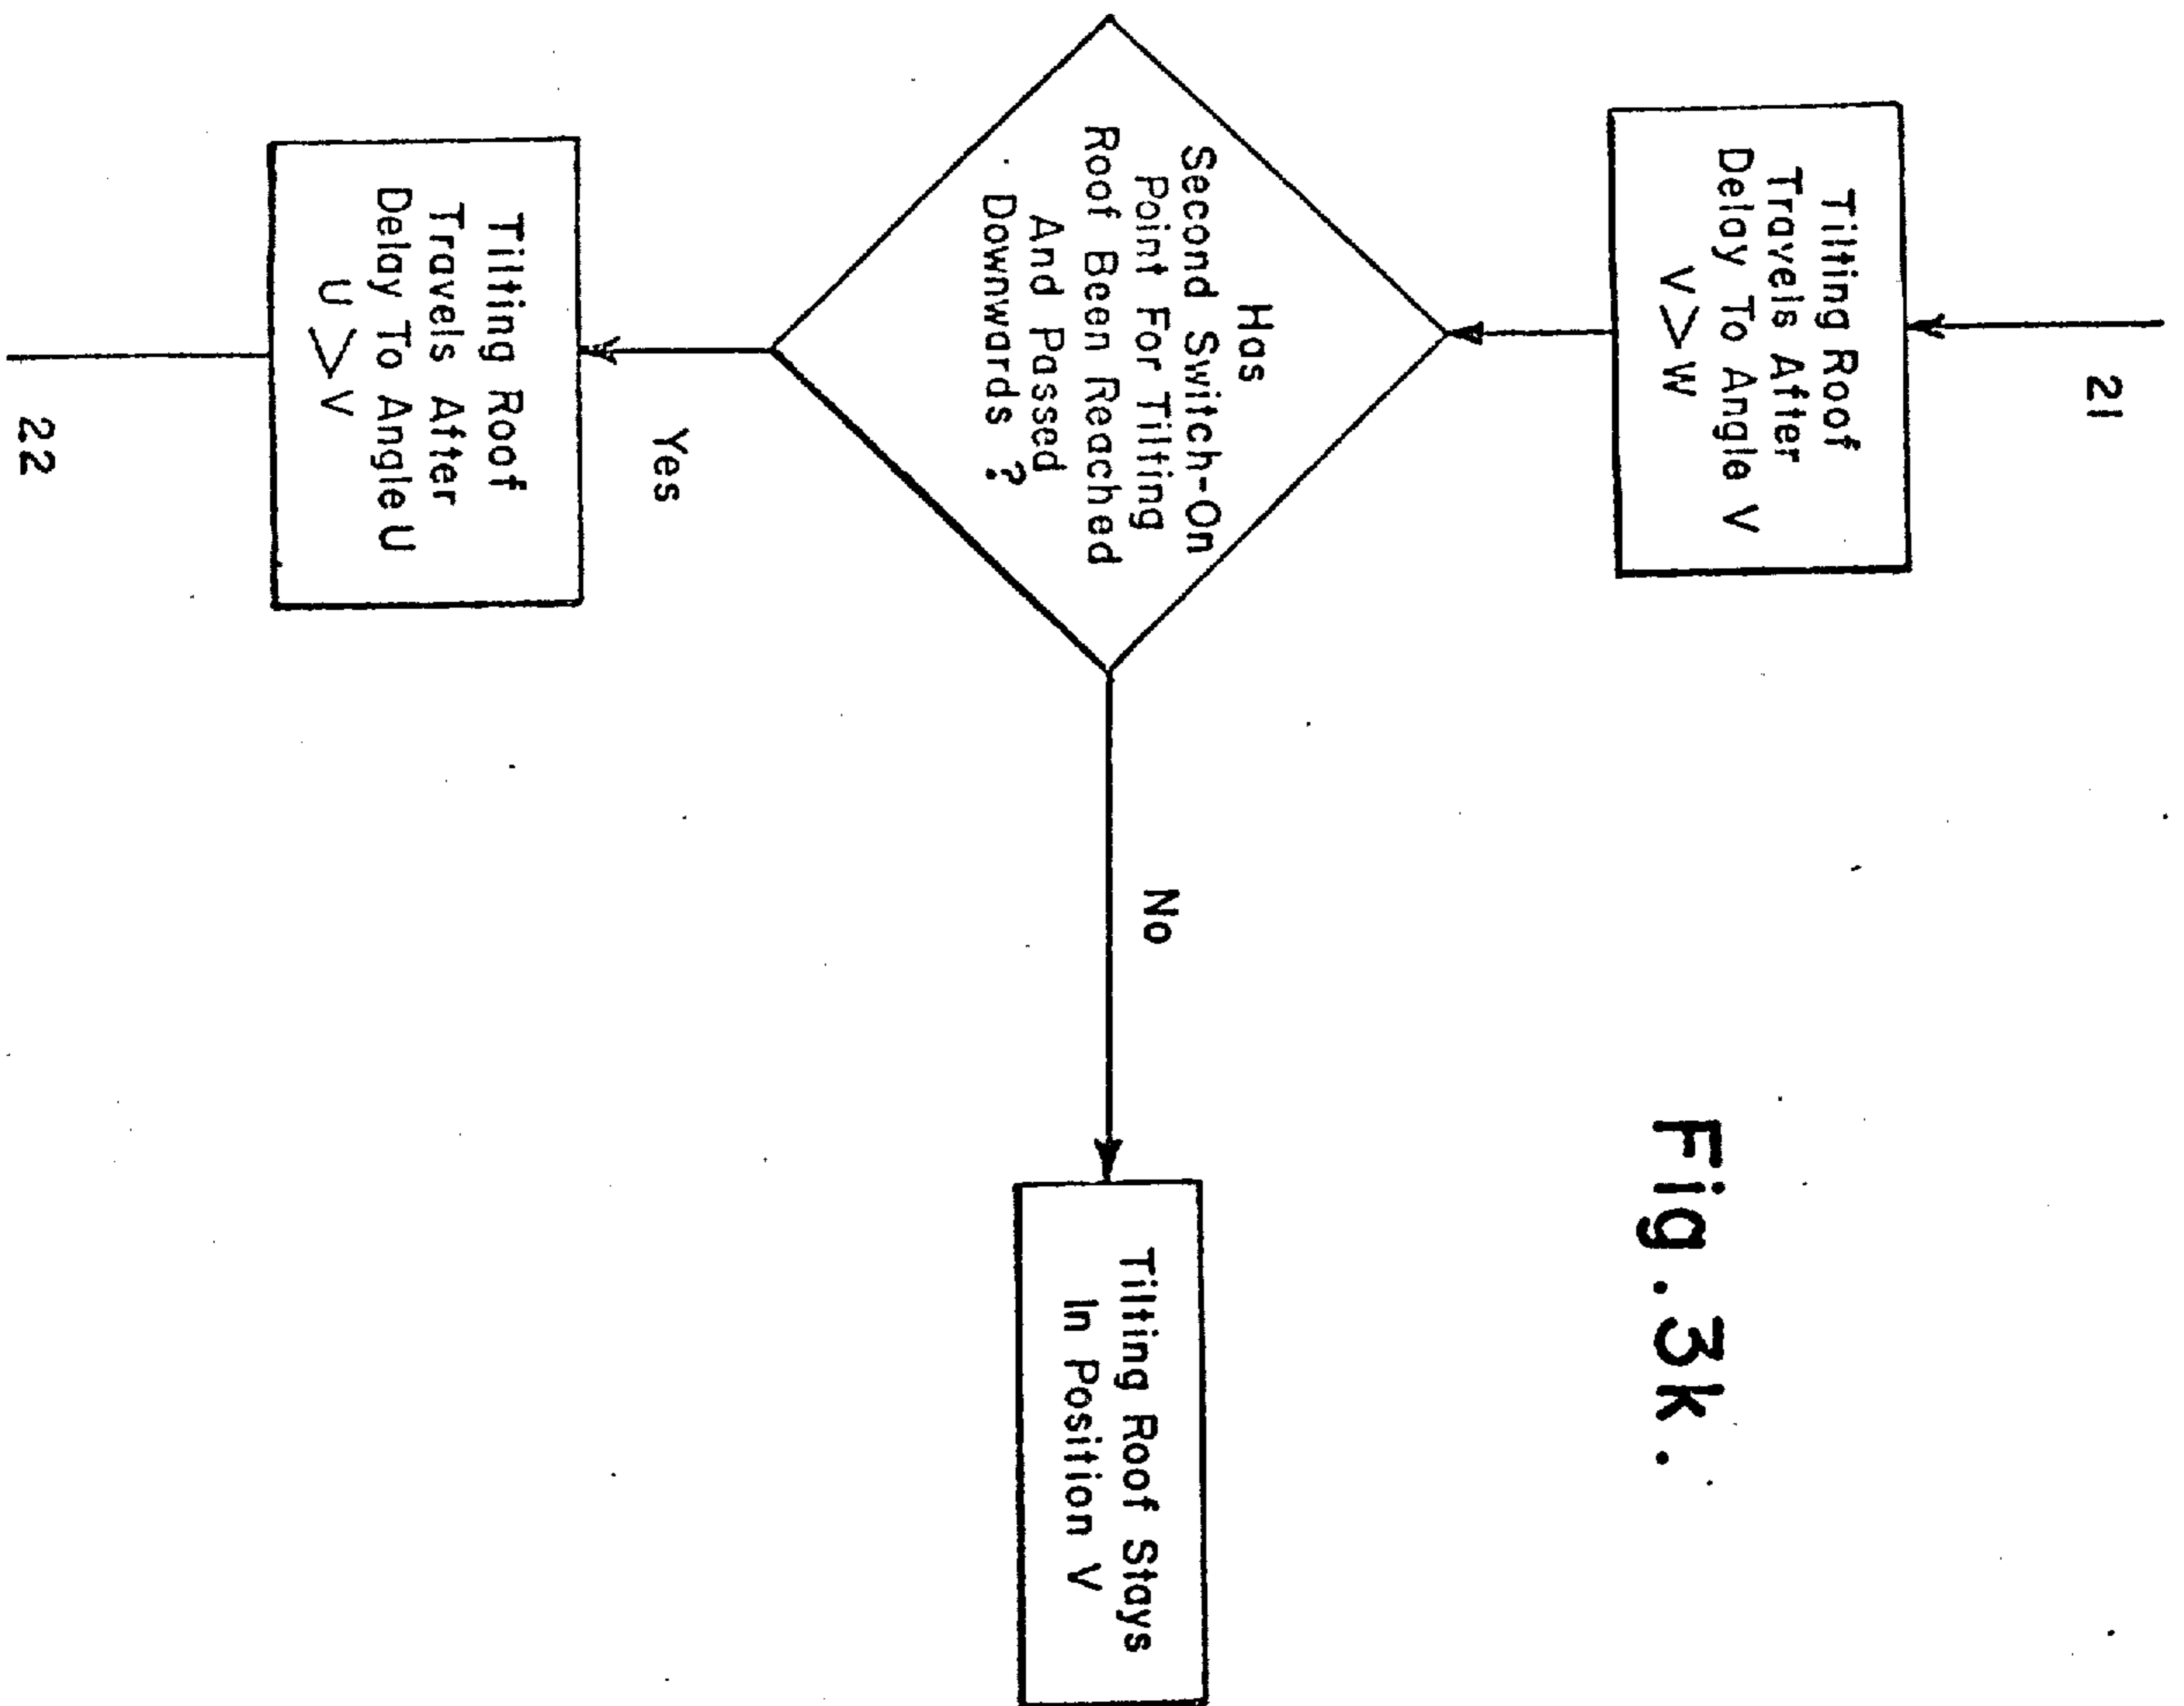 21
Fig.3k.
Tilting Roof
Travels After
Delay To Angle V
V > W
Has
Second Switch-On
Point For Tilting
Roof Been Reached
And Passed
Downwards ?
No
Tilting Roof Stays
In Position V
Yes
Tilting Roof
Travels After
Delay To Angle U
U > V
22